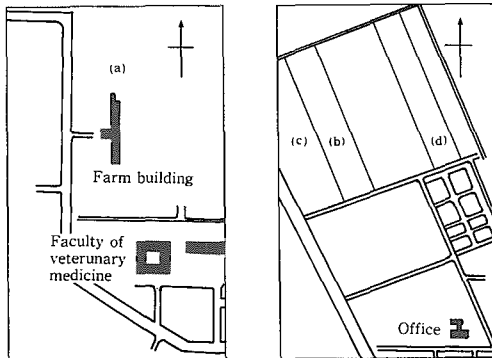 (a)
Farm building
Faculty of
veterunary
medicine
(c)
(b)
(d)
Office